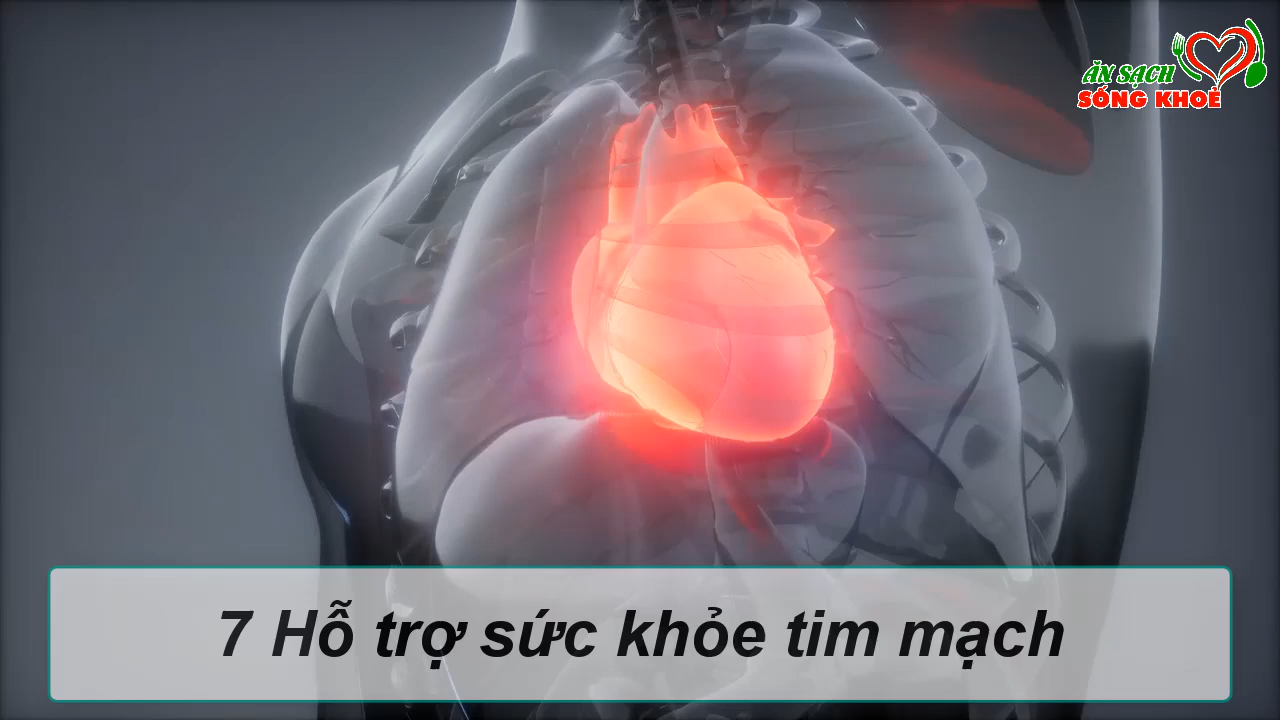 ĂN SẠCH
SỐNG KHOẺ
7 Hỗ trợ sức khỏe tim mạch